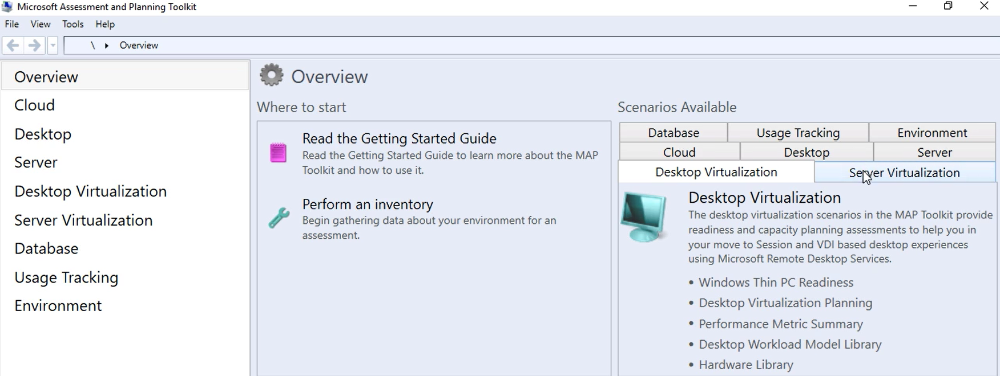 Microsoft Assessment and Planning Toolkit
File View Tools Help
\ Overview
Overview
Cloud
Desktop
Server
Desktop Virtualization
Server Virtualization
Database
Usage Tracking
Environment
Overview
Where to start
Read the Getting Started Guide
Read the Getting Started Guide to learn more about the MAP
Toolkit and how to use it.
Perform an inventory
Begin gathering data about your environment for an
assessment.
Scenarios Available
Database Usage Tracking Environment
Cloud Desktop Server
Desktop Virtualization Server Virtualization
Desktop Virtualization
The desktop virtualization scenarios in the MAP Toolkit provide
readiness and capacity planning assessments to help you in
your move to Session and VDI based desktop experiences
using Microsoft Remote Desktop Services.
• Windows Thin PC Readiness
• Desktop Virtualization Planning
• Performance Metric Summary
• Desktop Workload Model Library
• Hardware Library